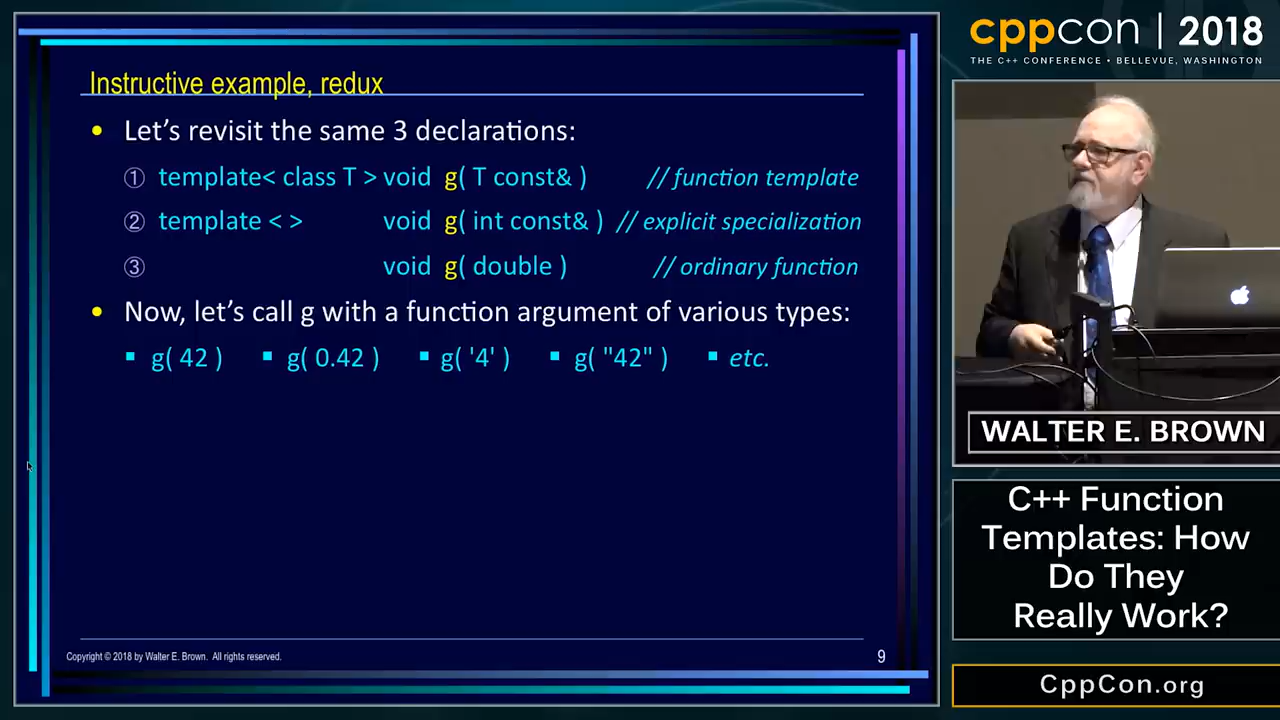 Instructive example, redux
• Let's revisit the same 3 declarations:
① template< class T > void g( T const& ) // function template
② template < > void g( int const& ) // explicit specialization
③ void g( double ) // ordinary function
• Now, let's call g with a function argument of various types:
▪ g( 42 ) ▪ g( 0.42 ) ▪ g( '4' ) ▪ g( "42" ) ▪ etc.
Copyright © 2018 by Walter E. Brown. All rights reserved.
9
cppcon | 2018
THE C++ CONFERENCE • BELLEVUE, WASHINGTON
WALTER E. BROWN
C++ Function
Templates: How
Do They
Really Work?
CppCon.org